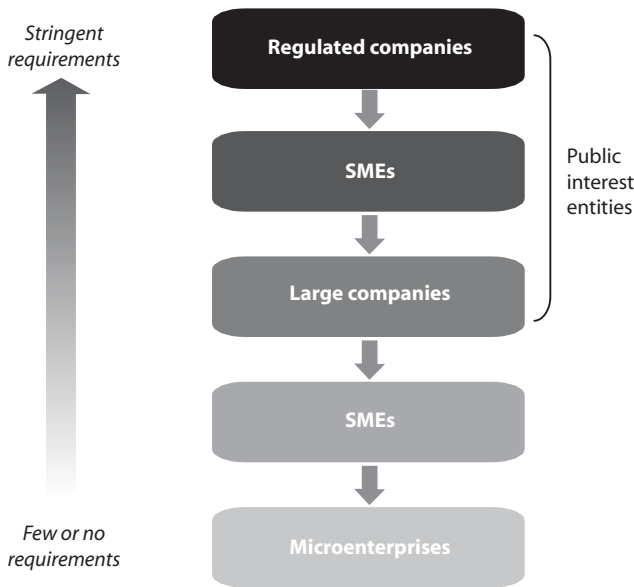 Stringent
requirements
Regulated companies
SMEs
Public
interest
entities
Large companies
SMEs
Few or no
requirements
Microenterprises